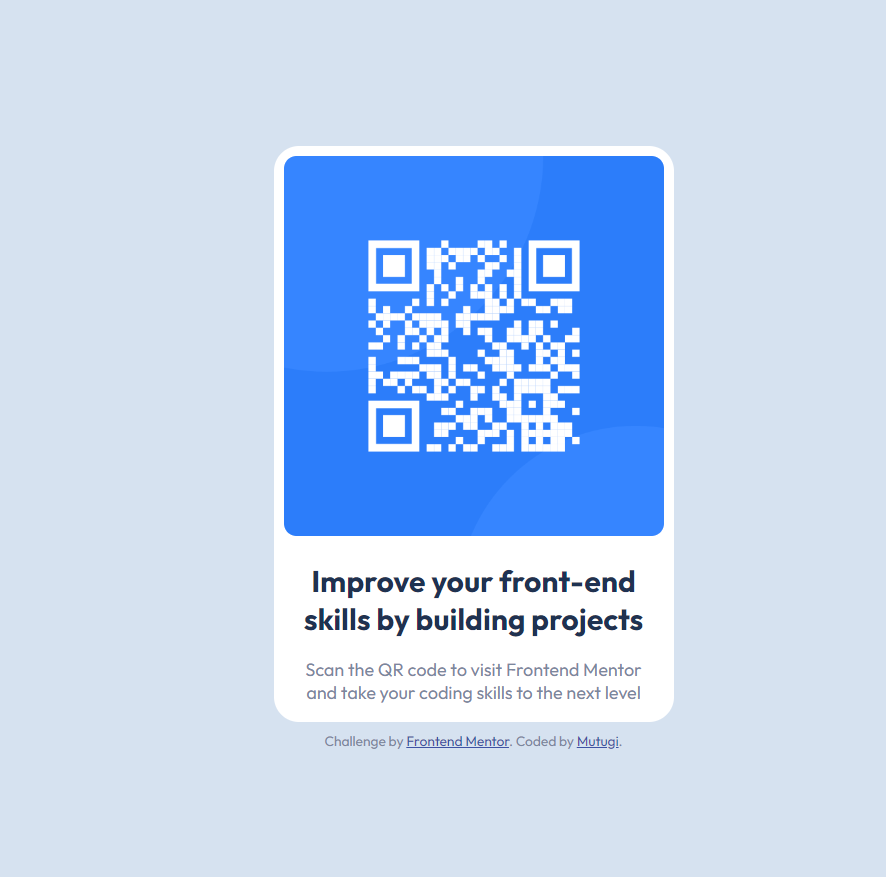 Improve your front-end
skills by building projects
Scan the QR code to visit Frontend Mentor
and take your coding skills to the next level
Challenge by Frontend Mentor. Coded by Mutugi.